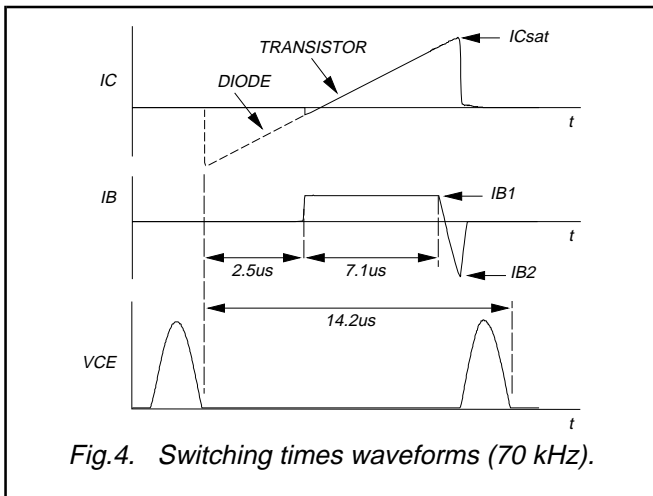 ICsat
TRANSISTOR
IC
DIODE
t
IB
IB1
t
2.5us
7.1us
IB2
14.2us
VCE
t
Fig.4. Switching times waveforms (70 kHz).